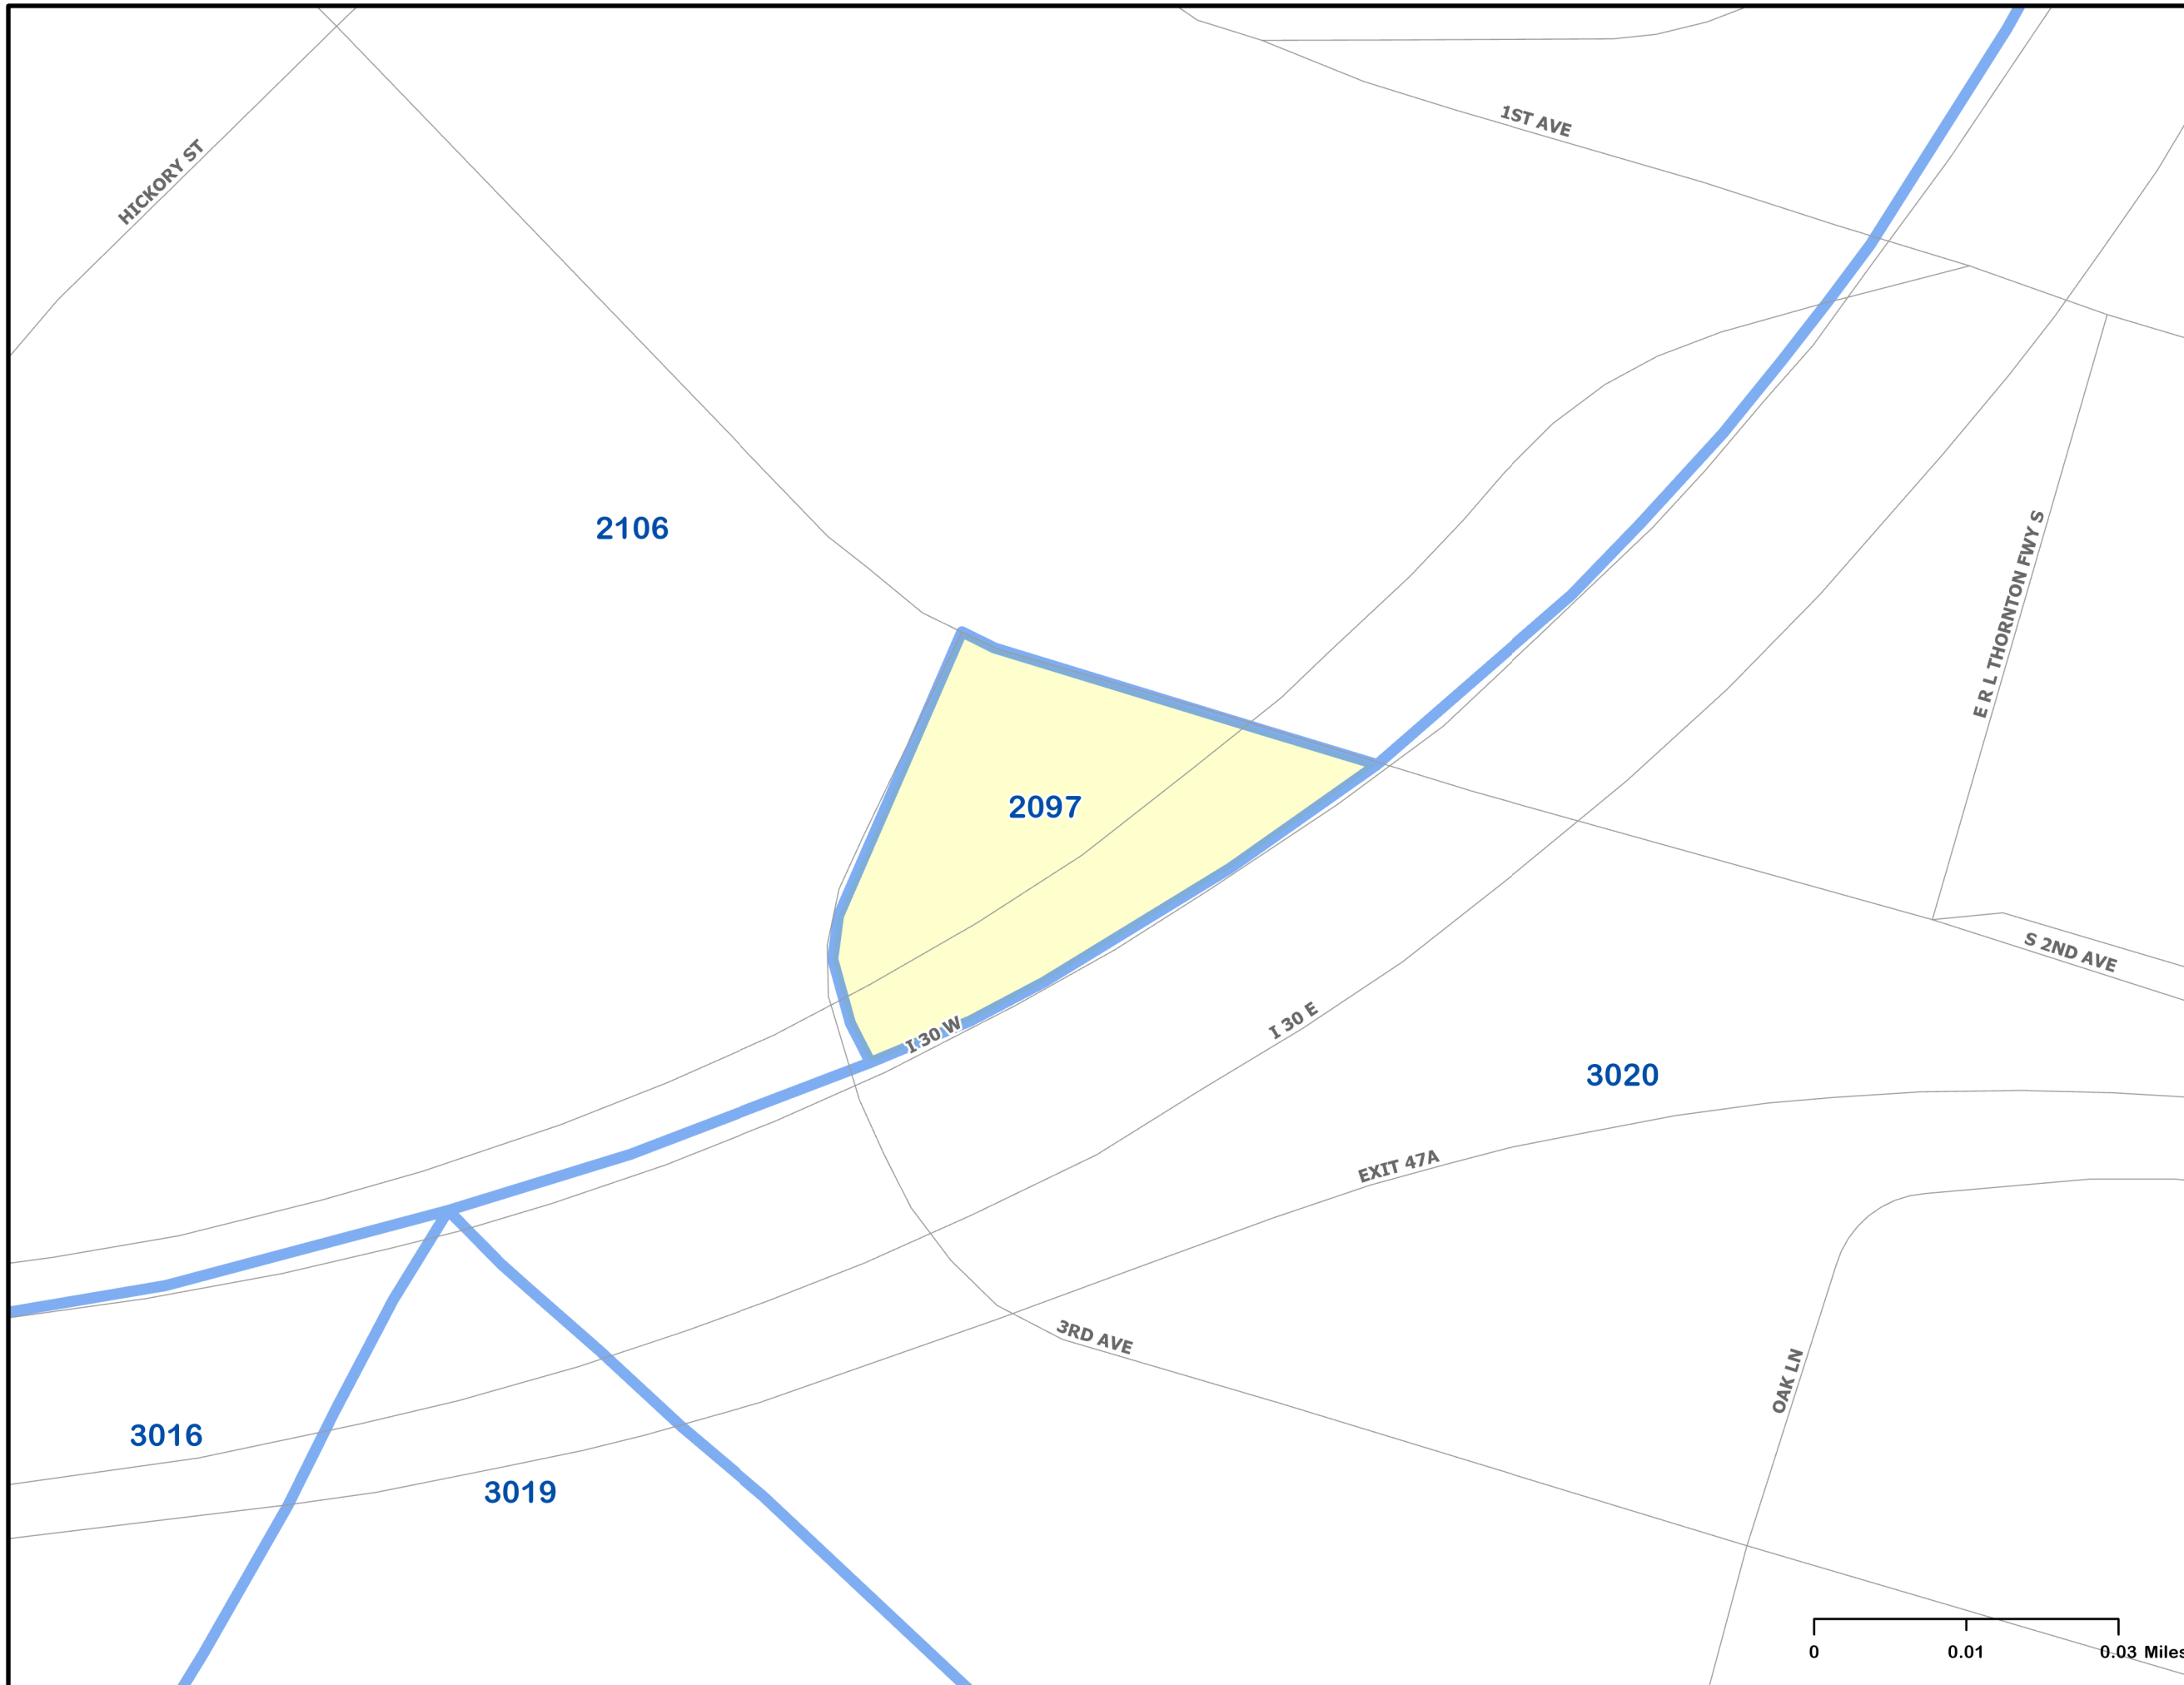 1ST AVE
HICKORY ST
2106
E R L THORNTON FWY S
2097
S 2ND AVE
I 30 W
I 30 E
3020
EXIT 47A
3RD AVE
OAK LN
3016
3019
0 0.01 0.03 Miles